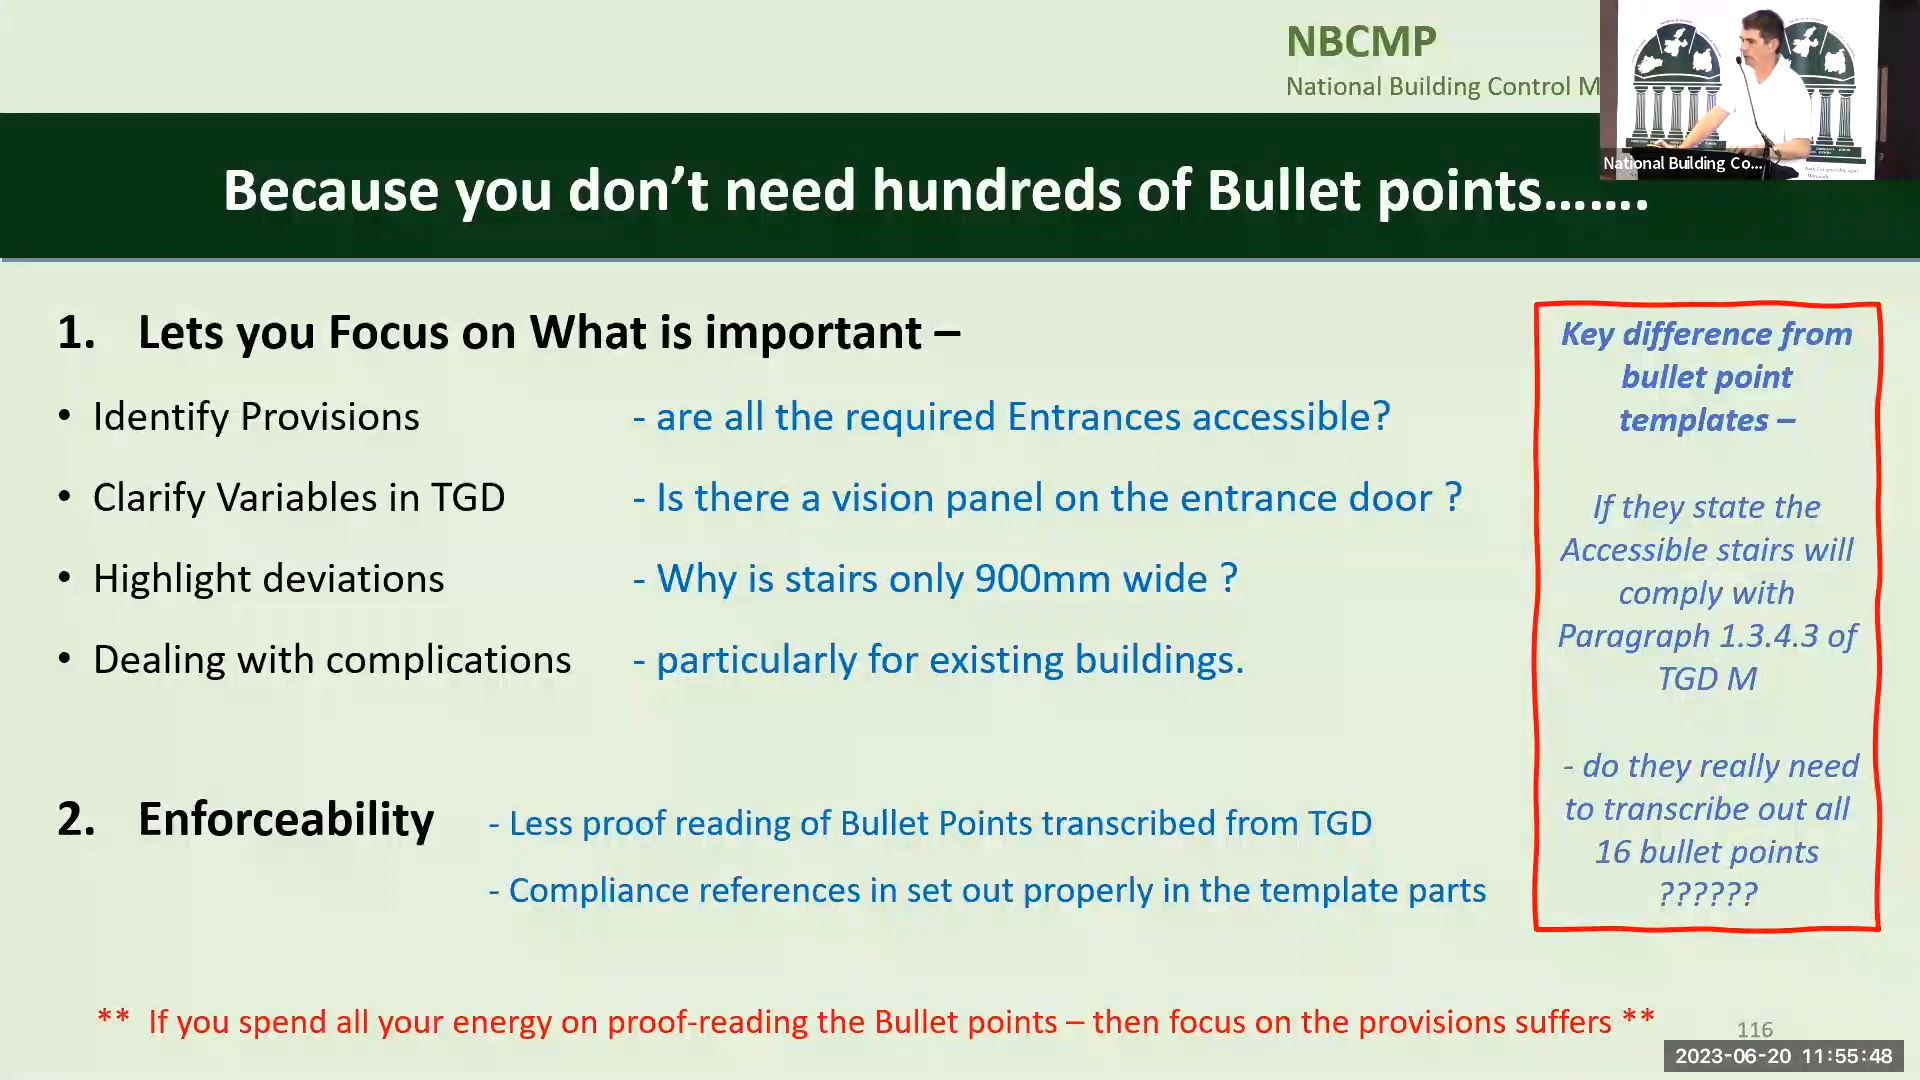 NBCMP
National Building Control M
National Building Co...
Because you don’t need hundreds of Bullet points…….
1. Lets you Focus on What is important –
• Identify Provisions - are all the required Entrances accessible?
• Clarify Variables in TGD - Is there a vision panel on the entrance door ?
• Highlight deviations - Why is stairs only 900mm wide ?
• Dealing with complications - particularly for existing buildings.
2. Enforceability - Less proof reading of Bullet Points transcribed from TGD
- Compliance references in set out properly in the template parts
Key difference from
bullet point
templates –
If they state the
Accessible stairs will
comply with
Paragraph 1.3.4.3 of
TGD M
- do they really need
to transcribe out all
16 bullet points
??????
** If you spend all your energy on proof-reading the Bullet points – then focus on the provisions suffers **
116
2023-06-20 11:55:48